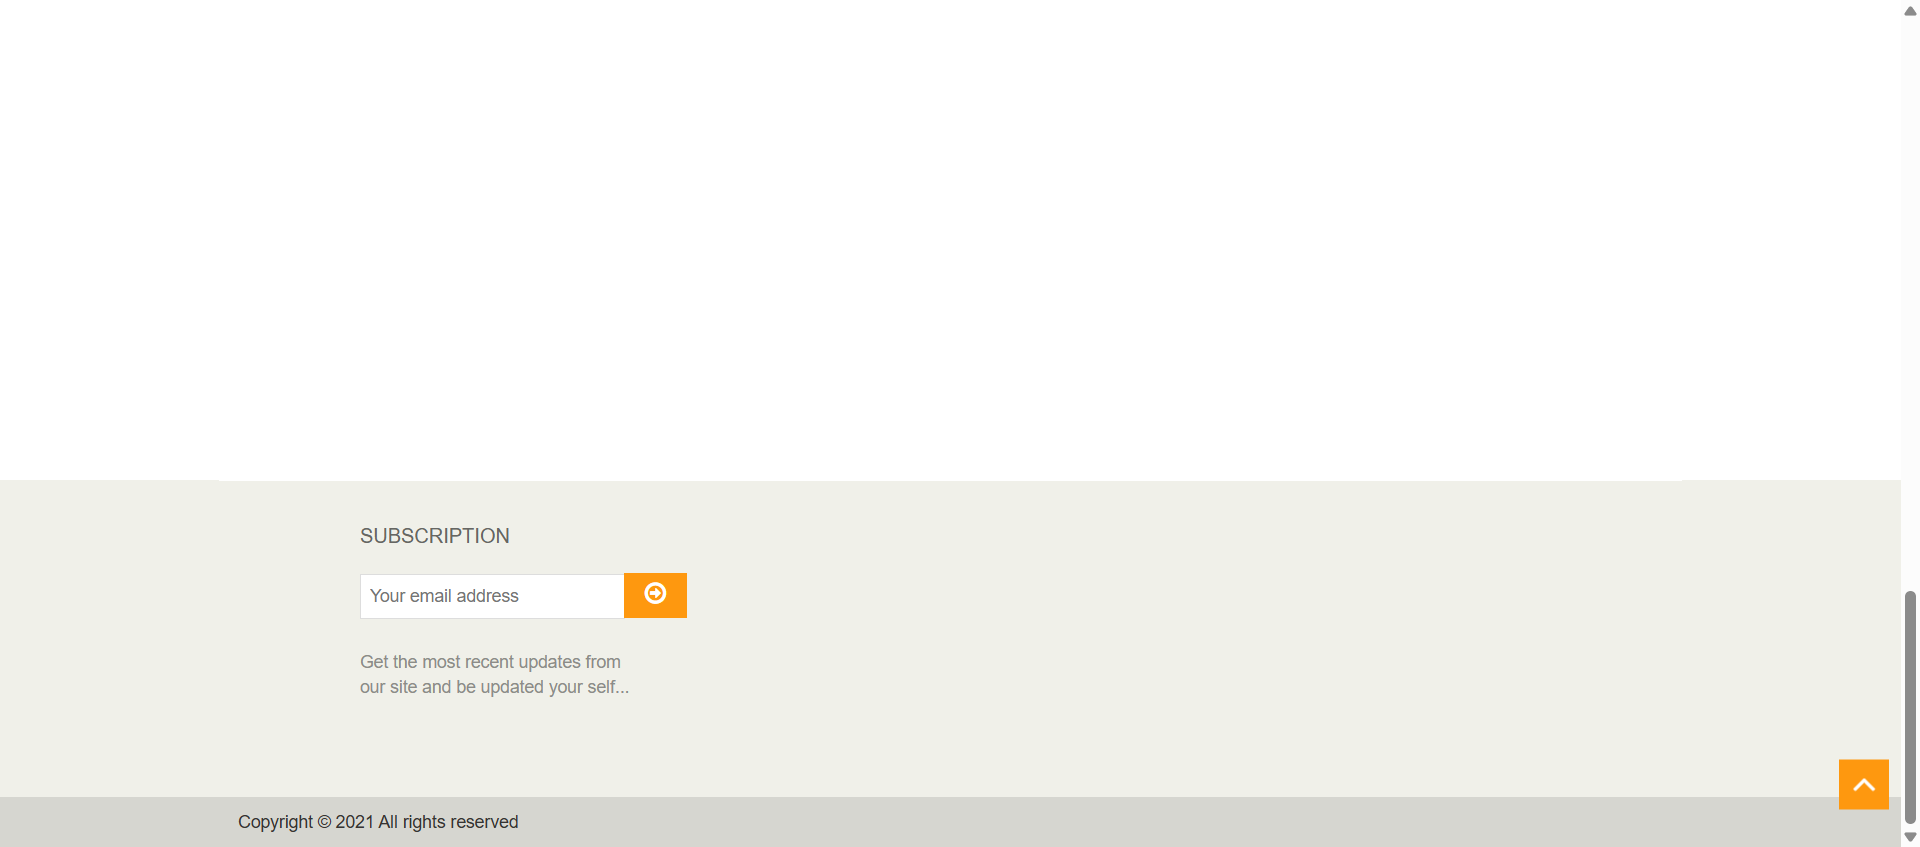 SUBSCRIPTION
Your email address
Get the most recent updates from
our site and be updated your self...
Copyright © 2021 All rights reserved